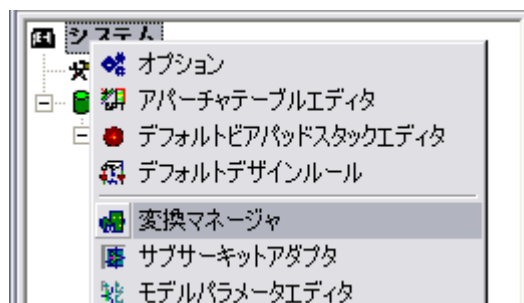 システム
オプション
アパーチャテーブルエディタ
デフォルトビアパッドスタックエディタ
デフォルトデザインルール
変換マネージャ
サブサーキットアダプタ
モデルパラメータエディタ